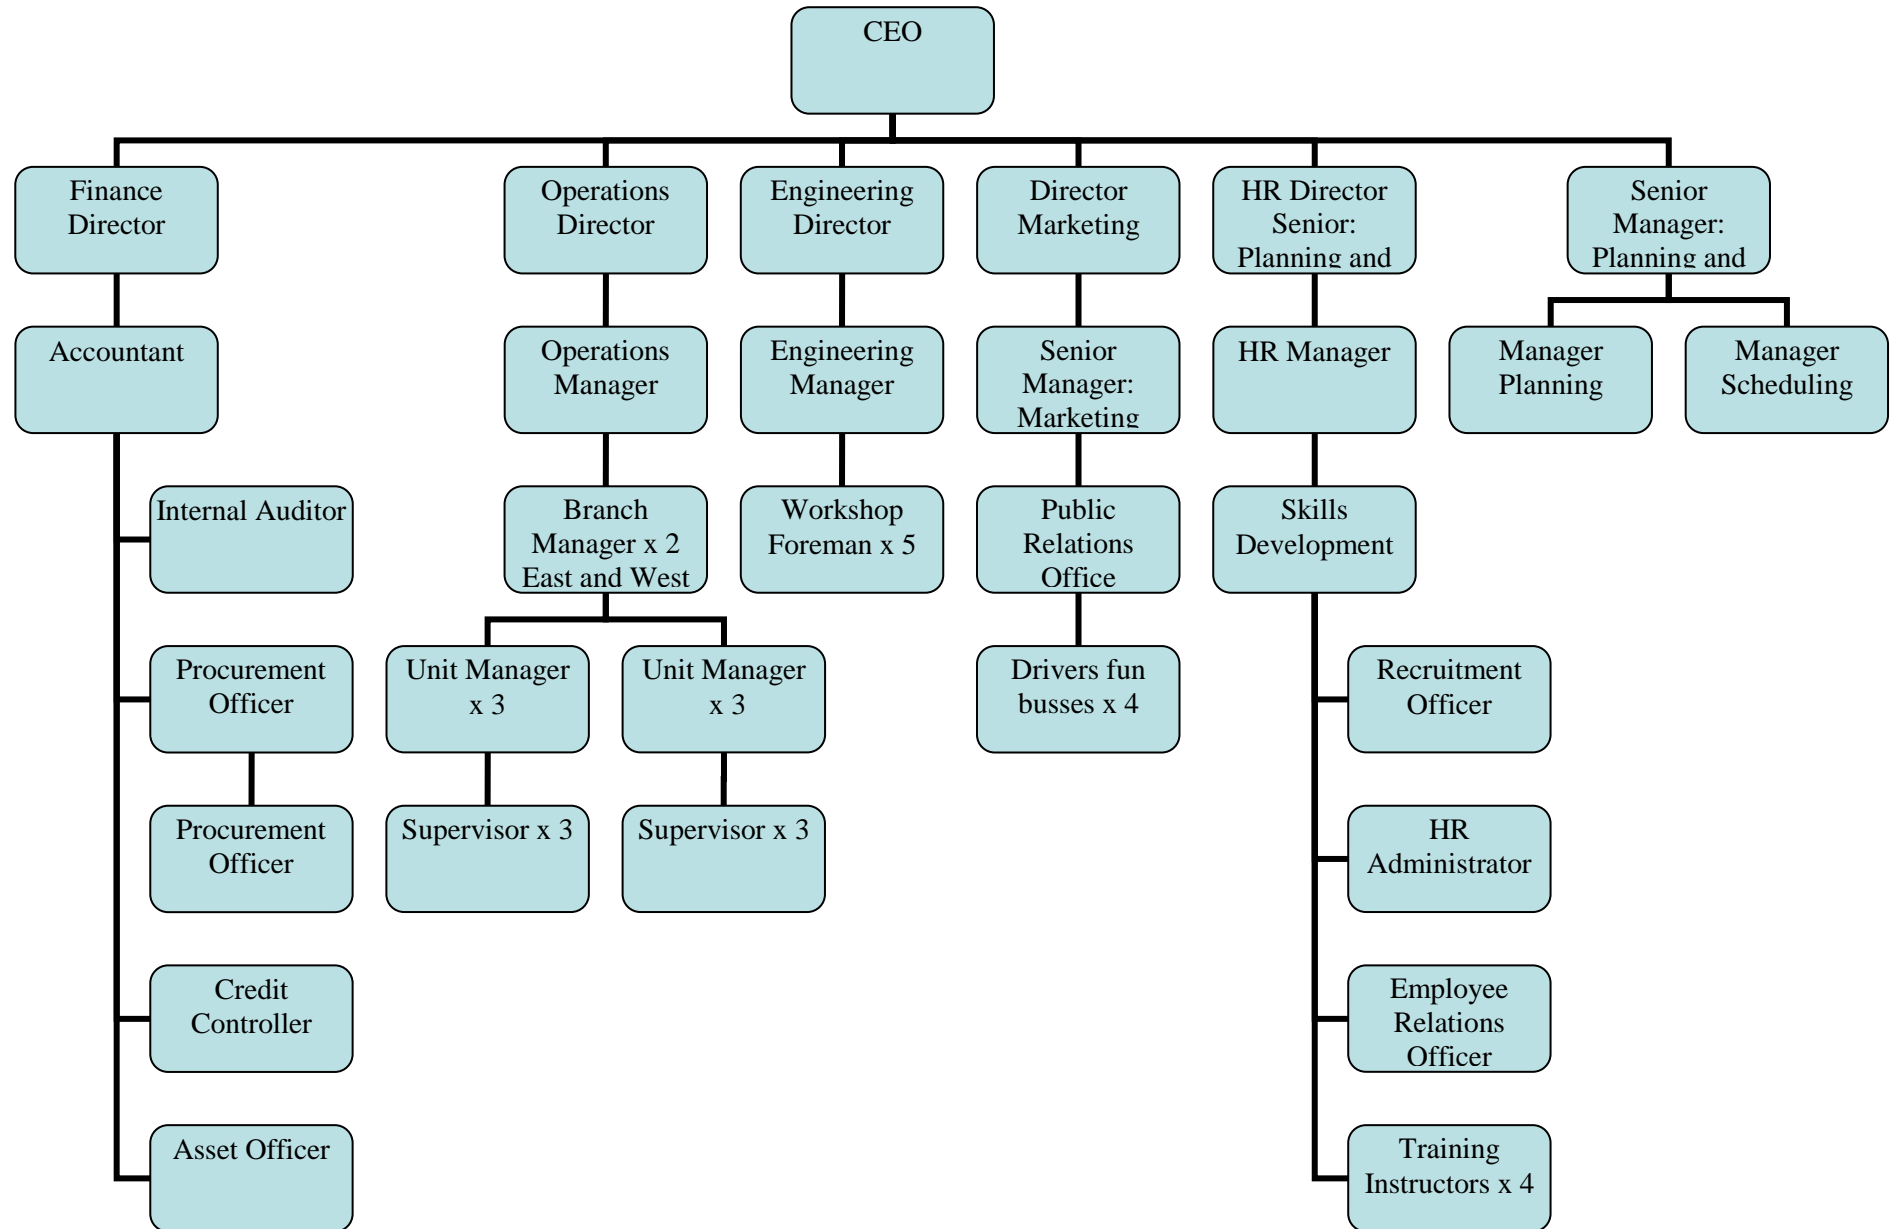 CEO
Finance
Director
Operations
Director
Engineering
Director
Director
Marketing
HR Director
Senior:
Planning and
Senior
Manager:
Planning and
Accountant
Operations
Manager
Engineering
Manager
Senior
Manager:
Marketing
HR Manager
Manager
Planning
Manager
Scheduling
Internal Auditor
Branch
Manager x 2
East and West
Workshop
Foreman x 5
Public
Relations
Office
Skills
Development
Procurement
Officer
Unit Manager
x 3
Unit Manager
x 3
Drivers fun
busses x 4
Recruitment
Officer
Procurement
Officer
Supervisor x 3
Supervisor x 3
HR
Administrator
Credit
Controller
Employee
Relations
Officer
Asset Officer
Training
Instructors x 4